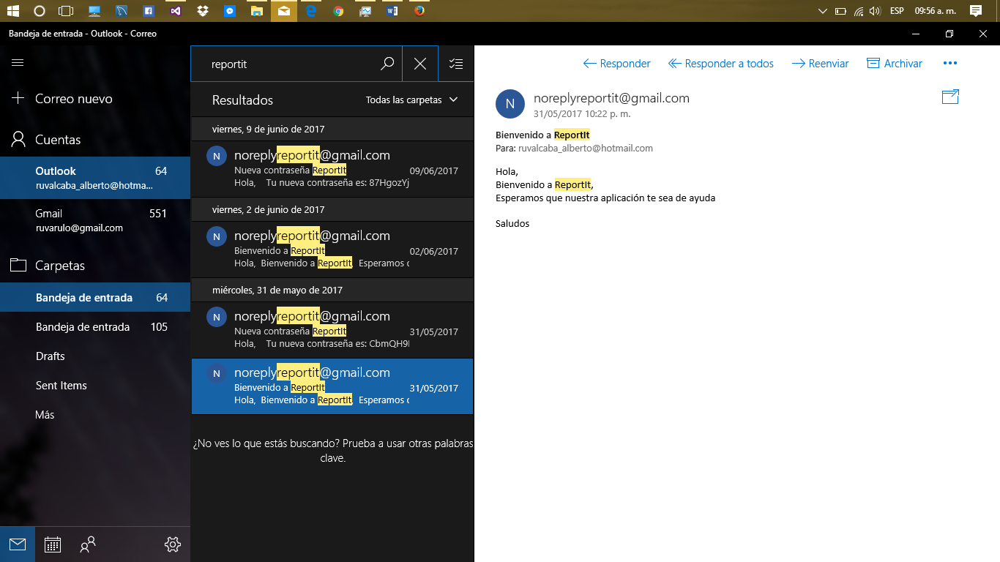 ESP 09:56 a. m.
Bandeja de entrada - Outlook - Correo
reportit
Responder Responder a todos Reenviar Archivar
Correo nuevo
Resultados Todas las carpetas
Cuentas
Outlook 64
ruvalcaba_alberto@hotma...
Gmail 551
ruvarulo@gmail.com
Carpetas
Bandeja de entrada 64
Bandeja de entrada 105
Drafts
Sent Items
Más
viernes, 9 de junio de 2017
N noreplyreportit@gmail.com
Nueva contraseña ReportIt 09/06/2017
Hola, Tu nueva contraseña es: 87HgozYj
viernes, 2 de junio de 2017
N noreplyreportit@gmail.com
Bienvenido a ReportIt 02/06/2017
Hola, Bienvenido a ReportIt, Esperamos
miércoles, 31 de mayo de 2017
N noreplyreportit@gmail.com
Nueva contraseña ReportIt 31/05/2017
Hola, Tu nueva contraseña es: CbmQH9
N noreplyreportit@gmail.com
Bienvenido a ReportIt 31/05/2017
Hola, Bienvenido a ReportIt, Esperamos
¿No ves lo que estás buscando? Prueba a usar otras palabras
clave.
N noreplyreportit@gmail.com
31/05/2017 10:22 p. m.
Bienvenido a ReportIt
Para: ruvalcaba_alberto@hotmail.com
Hola,
Bienvenido a ReportIt,
Esperamos que nuestra aplicación te sea de ayuda
Saludos